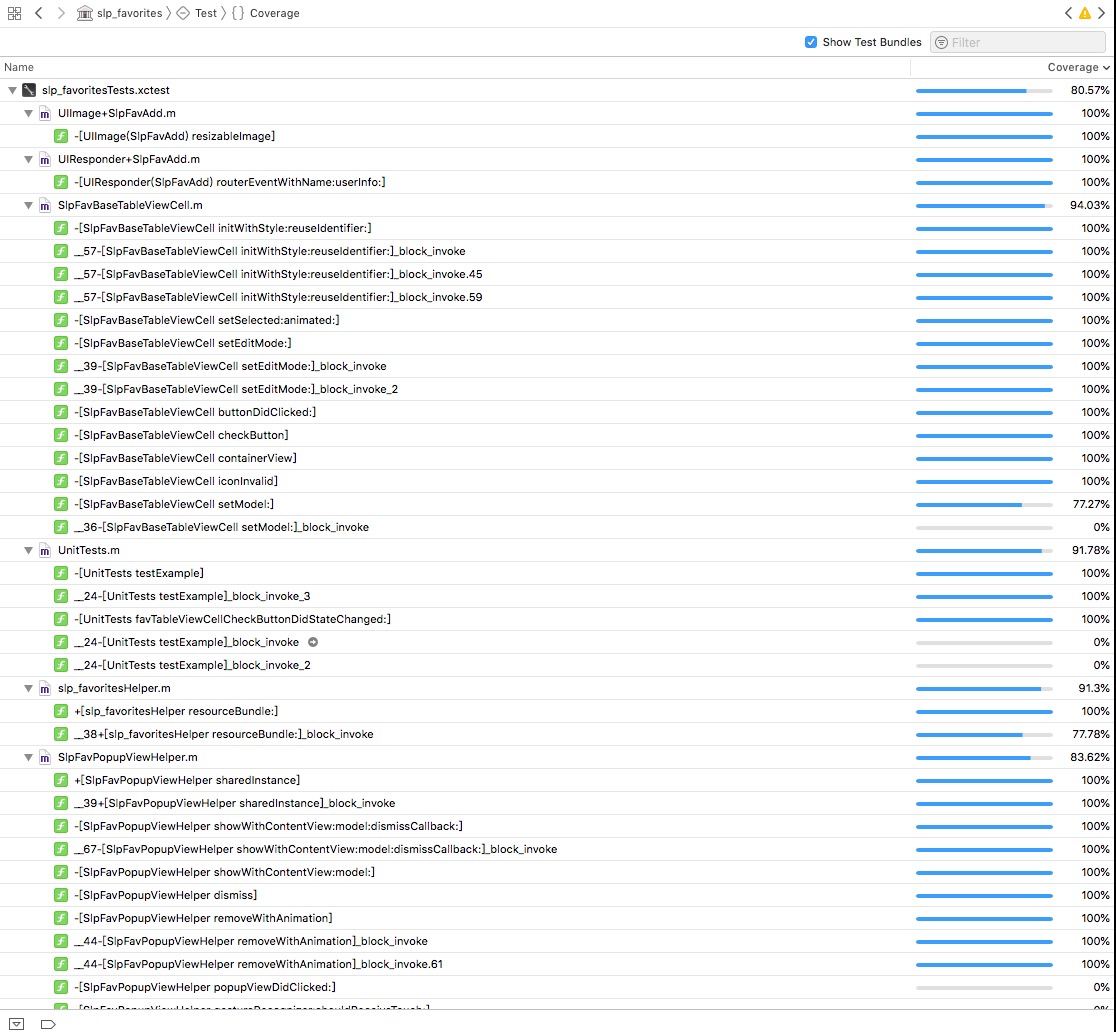 slp_favorites Test {} Coverage
Show Test Bundles Filter
Name Coverage
slp_favoritesTests.xctest 80.57%
m UIImage+SlpFavAdd.m 100%
f -[UIImage(SlpFavAdd) resizableImage] 100%
m UIResponder+SlpFavAdd.m 100%
f -[UIResponder(SlpFavAdd) routerEventWithName:userInfo:] 100%
m SlpFavBaseTableViewCell.m 94.03%
f -[SlpFavBaseTableViewCell initWithStyle:reuseIdentifier:] 100%
f __57-[SlpFavBaseTableViewCell initWithStyle:reuseIdentifier:]_block_invoke 100%
f __57-[SlpFavBaseTableViewCell initWithStyle:reuseIdentifier:]_block_invoke.45 100%
f __57-[SlpFavBaseTableViewCell initWithStyle:reuseIdentifier:]_block_invoke.59 100%
f -[SlpFavBaseTableViewCell setSelected:animated:] 100%
f -[SlpFavBaseTableViewCell setEditMode:] 100%
f __39-[SlpFavBaseTableViewCell setEditMode:]_block_invoke 100%
f __39-[SlpFavBaseTableViewCell setEditMode:]_block_invoke_2 100%
f -[SlpFavBaseTableViewCell buttonDidClicked:] 100%
f -[SlpFavBaseTableViewCell checkButton] 100%
f -[SlpFavBaseTableViewCell containerView] 100%
f -[SlpFavBaseTableViewCell iconInvalid] 100%
f -[SlpFavBaseTableViewCell setModel:] 77.27%
f __36-[SlpFavBaseTableViewCell setModel:]_block_invoke 0%
m UnitTests.m 91.78%
f -[UnitTests testExample] 100%
f __24-[UnitTests testExample]_block_invoke_3 100%
f -[UnitTests favTableViewCellCheckButtonDidStateChanged:] 100%
f __24-[UnitTests testExample]_block_invoke 0%
f __24-[UnitTests testExample]_block_invoke_2 0%
m slp_favoritesHelper.m 91.3%
f +[slp_favoritesHelper resourceBundle:] 100%
f __38+[slp_favoritesHelper resourceBundle:]_block_invoke 77.78%
m SlpFavPopupViewHelper.m 83.62%
f +[SlpFavPopupViewHelper sharedInstance] 100%
f __39+[SlpFavPopupViewHelper sharedInstance]_block_invoke 100%
f -[SlpFavPopupViewHelper showWithContentView:model:dismissCallback:] 100%
f __67-[SlpFavPopupViewHelper showWithContentView:model:dismissCallback:]_block_invoke 100%
f -[SlpFavPopupViewHelper showWithContentView:model:] 100%
f -[SlpFavPopupViewHelper dismiss] 100%
f -[SlpFavPopupViewHelper removeWithAnimation] 100%
f __44-[SlpFavPopupViewHelper removeWithAnimation]_block_invoke 100%
f __44-[SlpFavPopupViewHelper removeWithAnimation]_block_invoke.61 100%
f -[SlpFavPopupViewHelper popupViewDidClicked:] 0%